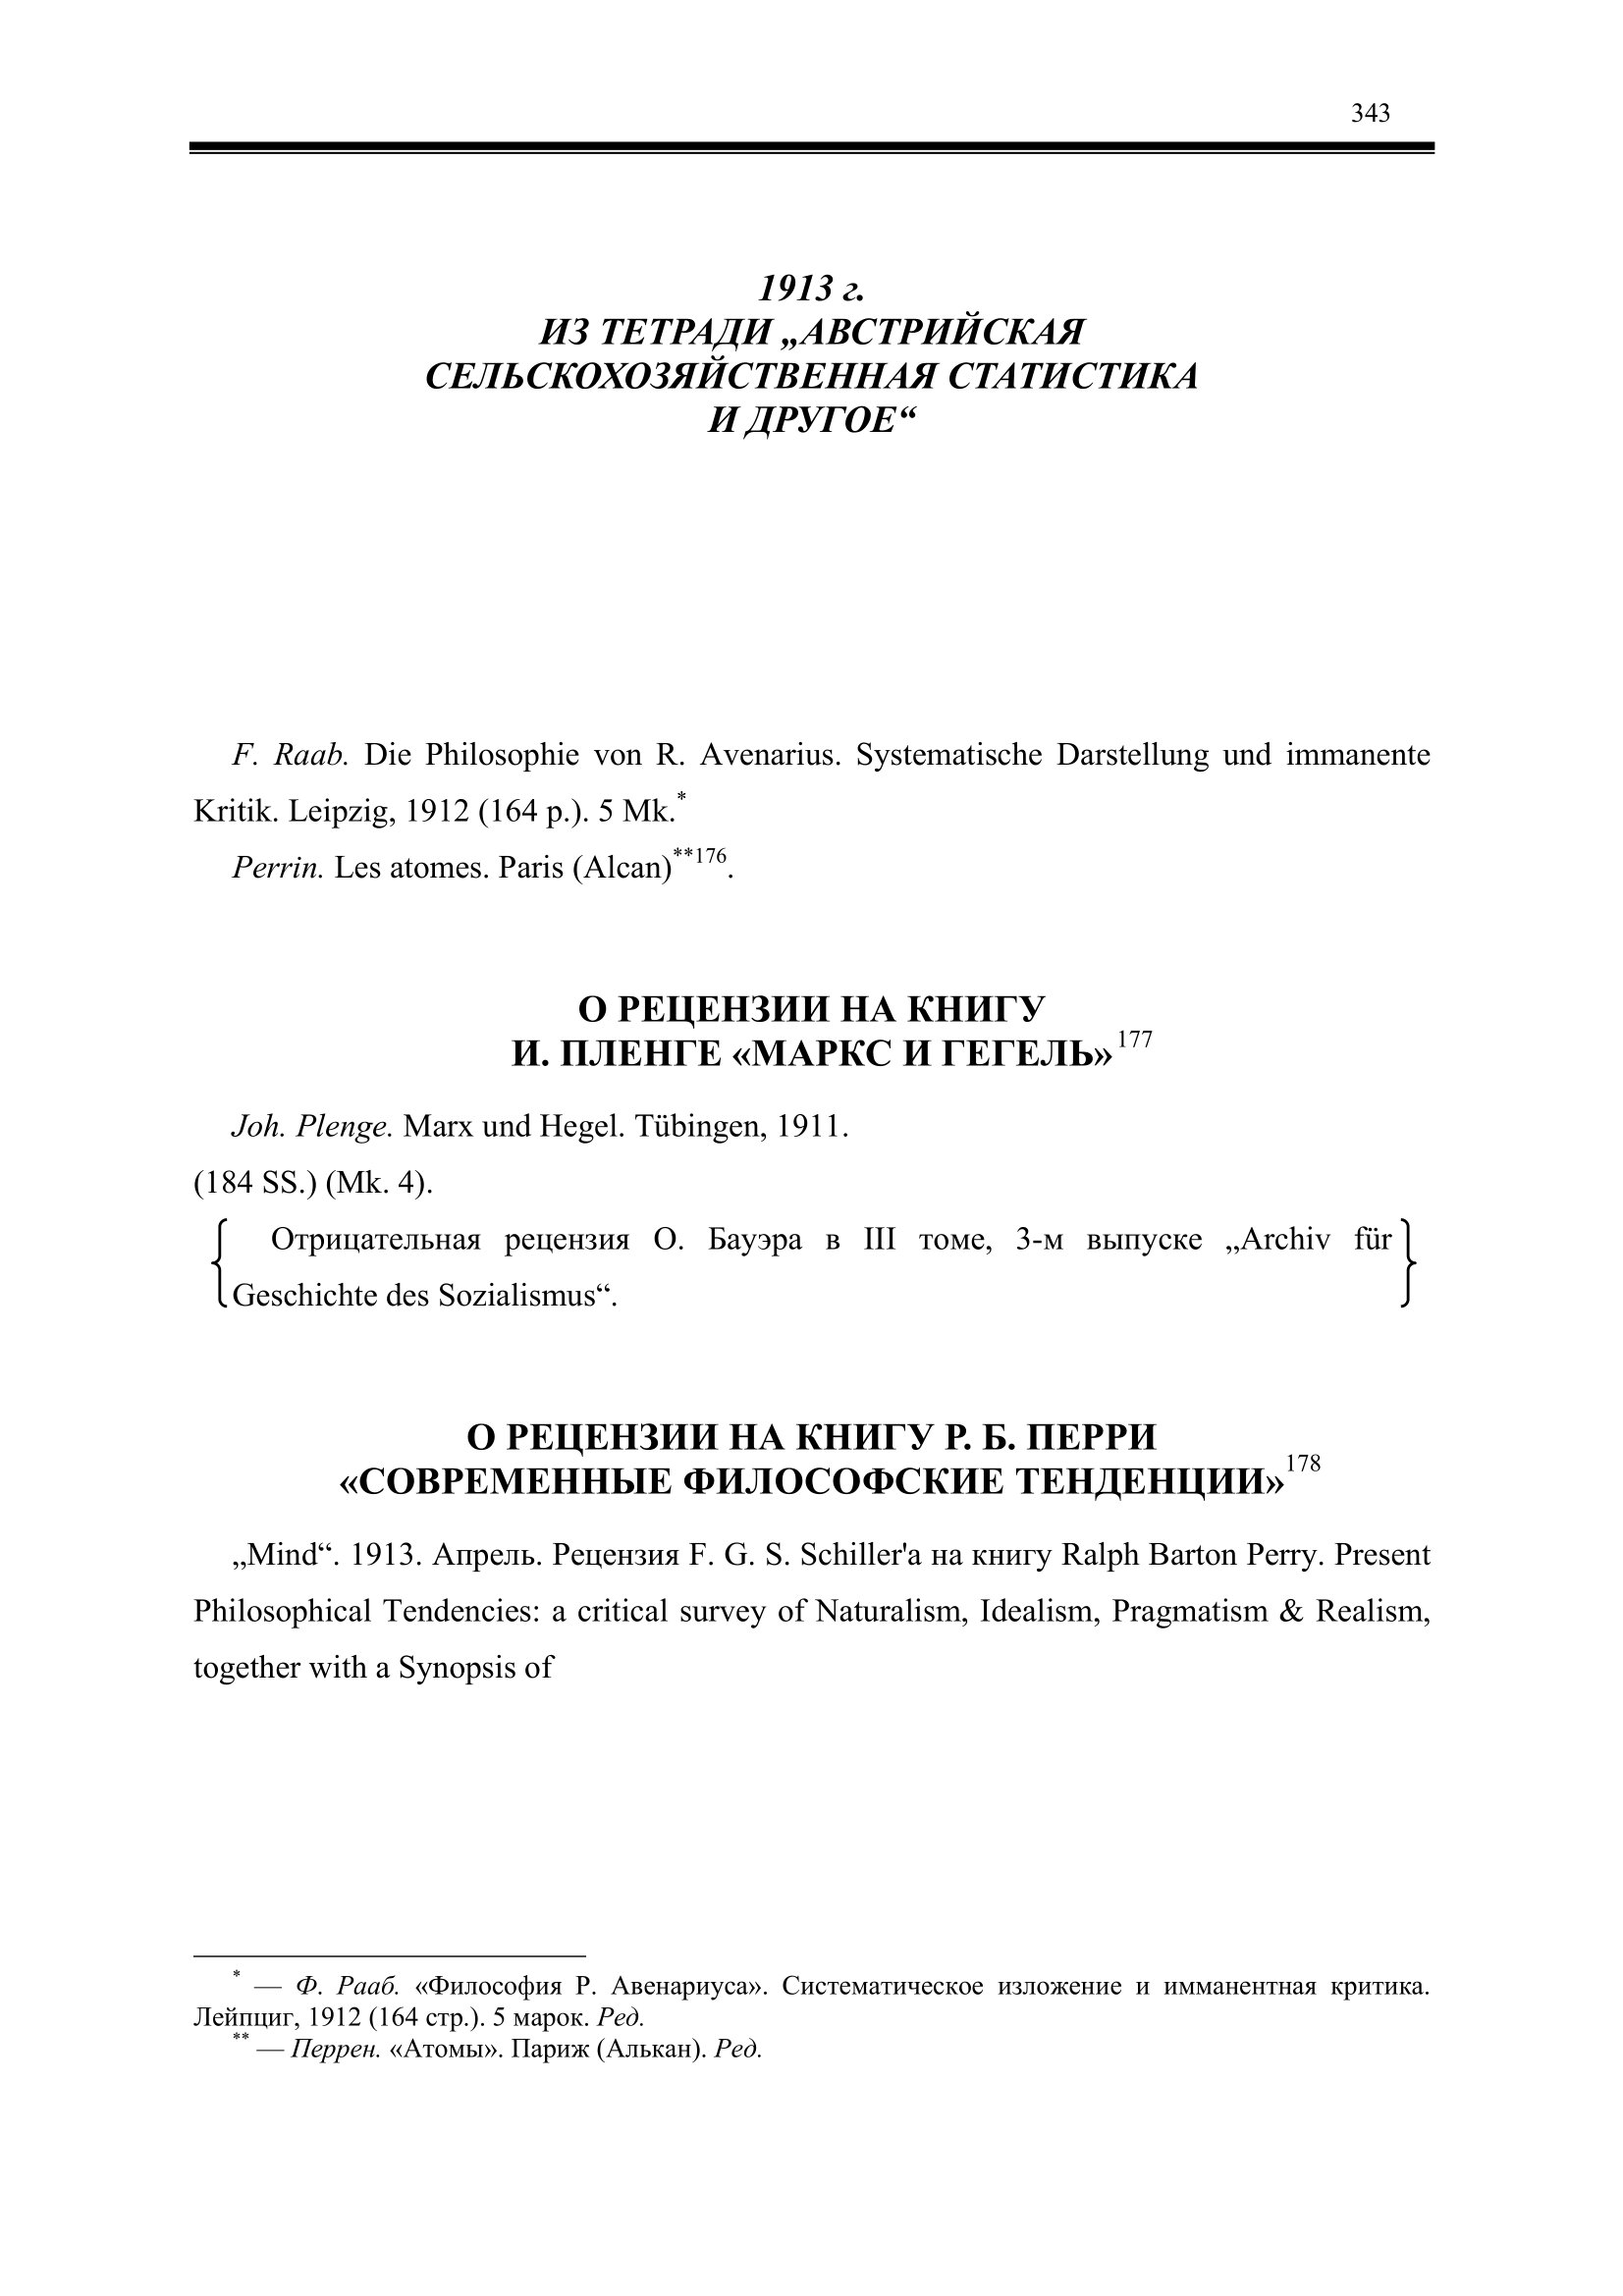 343
1913 г.
ИЗ ТЕТРАДИ „АВСТРИЙСКАЯ
СЕЛЬСКОХОЗЯЙСТВЕННАЯ СТАТИСТИКА
И ДРУГОЕ“
F. Raab. Die Philosophie von R. Avenarius. Systematische Darstellung und immanente
Kritik. Leipzig, 1912 (164 p.). 5 Mk.*
Perrin. Les atomes. Paris (Alcan)**176.
О РЕЦЕНЗИИ НА КНИГУ
И. ПЛЕНГЕ «МАРКС И ГЕГЕЛЬ»177
Joh. Plenge. Marx und Hegel. Tübingen, 1911.
(184 SS.) (Mk. 4).
Отрицательная рецензия О. Бауэра в III томе, 3-м выпуске „Archiv für
Geschichte des Sozialismus“.
О РЕЦЕНЗИИ НА КНИГУ Р. Б. ПЕРРИ
«СОВРЕМЕННЫЕ ФИЛОСОФСКИЕ ТЕНДЕНЦИИ»178
„Mind“. 1913. Апрель. Рецензия F. G. S. Schiller'а на книгу Ralph Barton Perry. Present
Philosophical Tendencies: a critical survey of Naturalism, Idealism, Pragmatism & Realism,
together with a Synopsis of
* — Ф. Рааб. «Философия Р. Авенариуса». Систематическое изложение и имманентная критика.
Лейпциг, 1912 (164 стр.). 5 марок. Ред.
** — Перрен. «Атомы». Париж (Алькан). Ред.